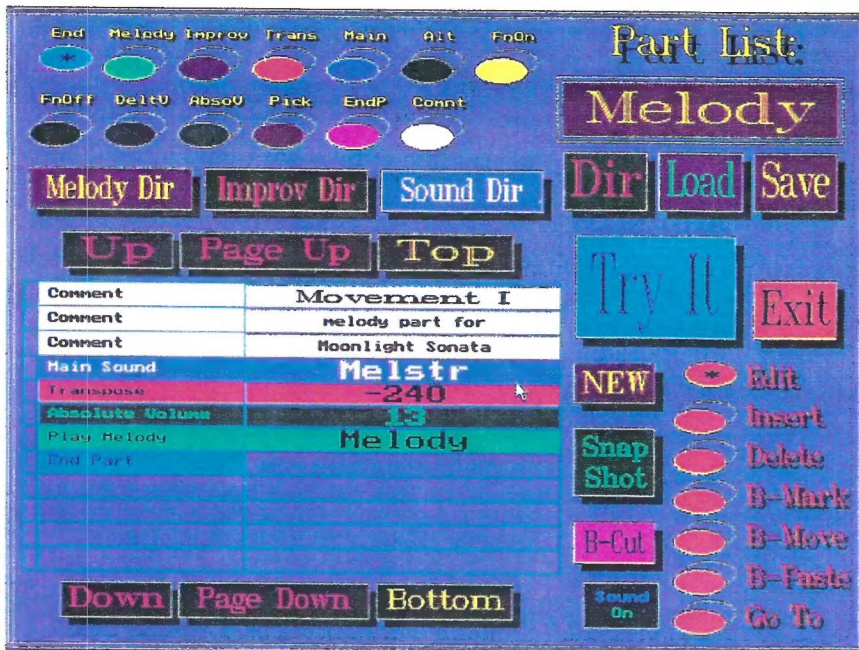 End Melody Improv Trans Main Alt FnOn
*
FnOff DeltV AbsoV Pick EndP Comnt
Part List:
Melody
Melody Dir Improv Dir Sound Dir
Dir Load Save
Up Page Up Top
Try It
Exit
Comment Movement I
Comment melody part for
Comment Moonlight Sonata
Main Sound Melstr
Transpose -240
Absolute Volume 13
Play Melody Melody
End Part
NEW
Snap
Shot
B-Cut
Sound
On
* Edit
Insert
Delete
B-Mark
B-Move
B-Paste
Go To
Down Page Down Bottom